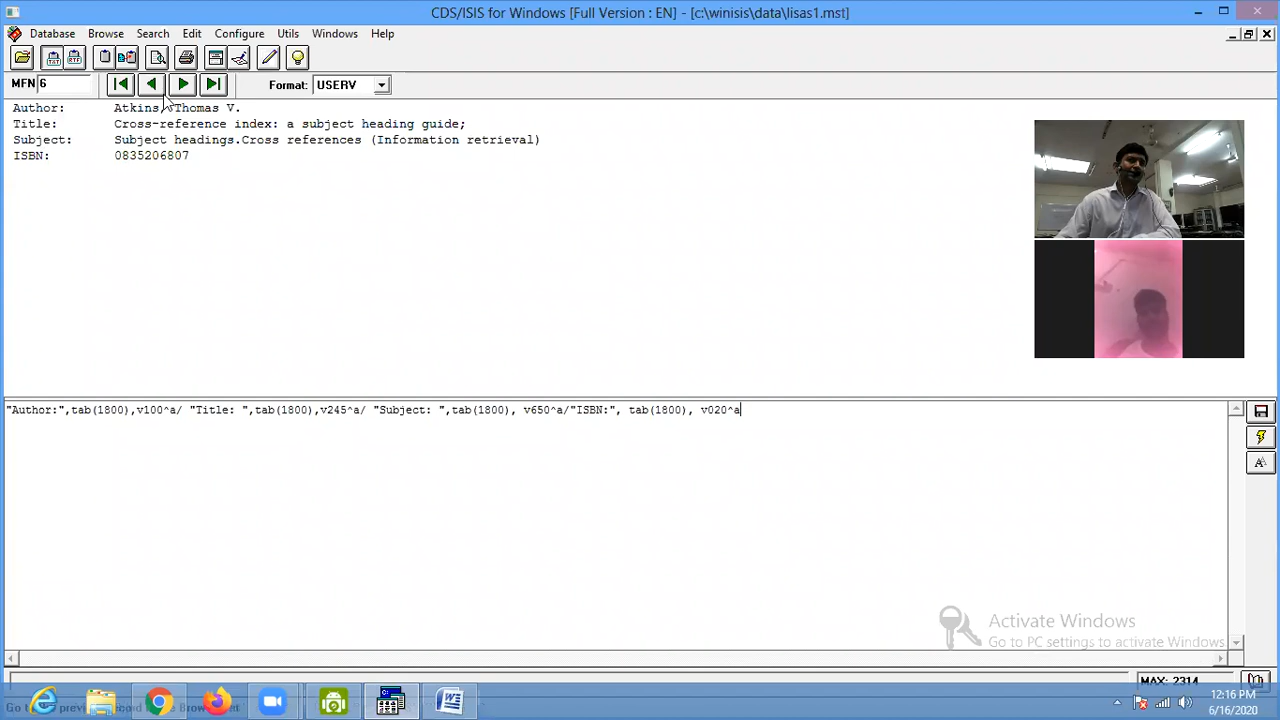 CDS/ISIS for Windows [Full Version : EN] - [c:\winisis\data\lisas1.mst]
Database Browse Search Edit Configure Utils Windows Help
MFN 6 Format: USERV
Author: Atkins, Thomas V.
Title: Cross-reference index: a subject heading guide;
Subject: Subject headings.Cross references (Information retrieval)
ISBN: 0835206807
"Author:",tab(1800),v100^a/ "Title: ",tab(1800),v245^a/ "Subject: ",tab(1800), v650^a/"ISBN:", tab(1800), v020^a
Activate Windows
Go to PC settings to activate Windows
MAX: 2314
12:16 PM
6/16/2020